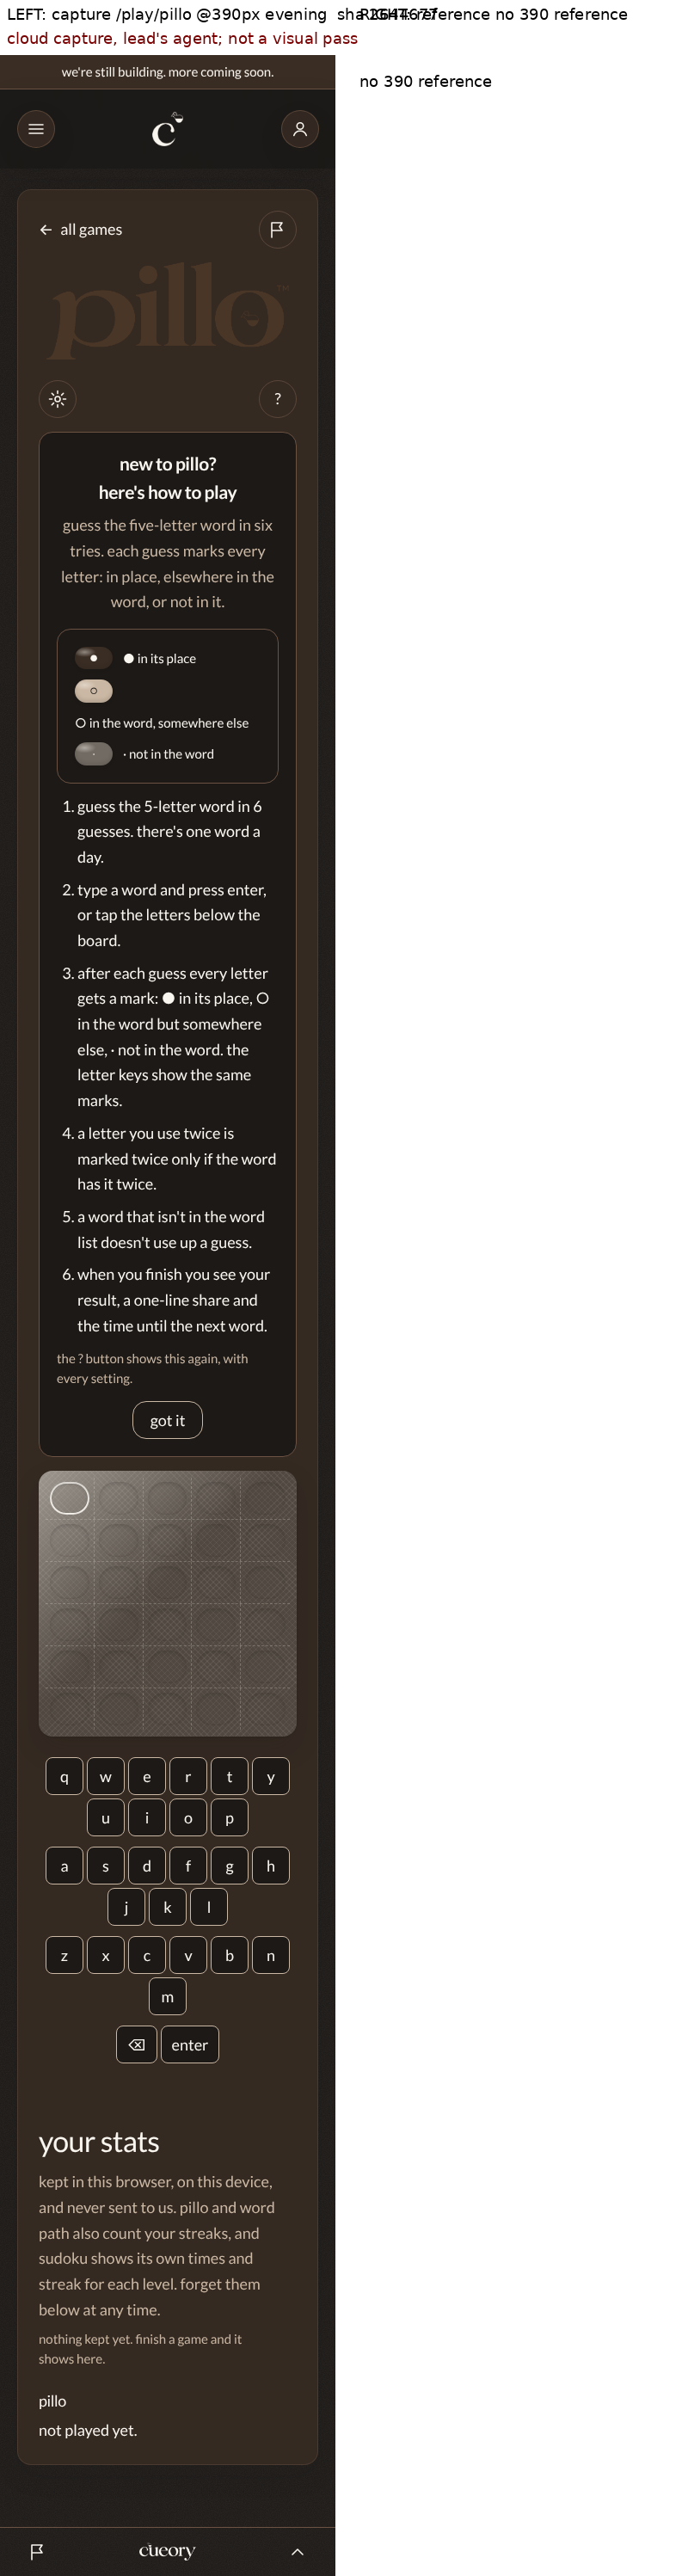 LEFT: capture /play/pillo @390px evening
no 390 reference
cloud capture, lead's agent; not a visual pass
no 390 reference
we're still building. more coming soon.
c
← all games
pillo™
?
new to pillo?
here's how to play
guess the five-letter word in six
tries. each guess marks every
letter: in place, elsewhere in the
word, or not in it.
● in its place
○ in the word, somewhere else
· not in the word
1. guess the 5-letter word in 6
guesses. there's one word a
day.
2. type a word and press enter,
or tap the letters below the
board.
3. after each guess every letter
gets a mark: ● in its place, ○
in the word but somewhere
else, · not in the word. the
letter keys show the same
marks.
4. a letter you use twice is
marked twice only if the word
has it twice.
5. a word that isn't in the word
list doesn't use up a guess.
6. when you finish you see your
result, a one-line share and
the time until the next word.
the ? button shows this again, with
every setting.
got it
q w e r t y
u i o p
a s d f g h
j k l
z x c v b n
m
⌫ enter
your stats
kept in this browser, on this device,
and never sent to us. pillo and word
path also count your streaks, and
sudoku shows its own times and
streak for each level. forget them
below at any time.
nothing kept yet. finish a game and it
shows here.
pillo
not played yet.
cueory